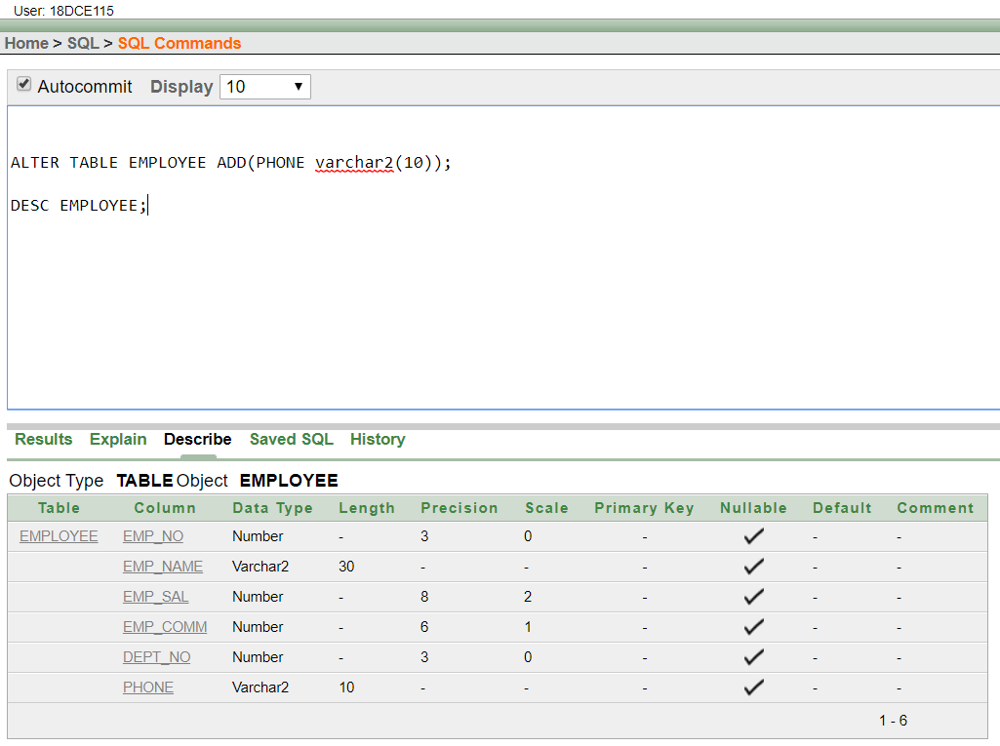 User: 18DCE115
Home > SQL > SQL Commands
Autocommit Display 10
ALTER TABLE EMPLOYEE ADD(PHONE varchar2(10));
DESC EMPLOYEE;
Results Explain Describe Saved SQL History
Object Type TABLE Object EMPLOYEE
Table Column Data Type Length Precision Scale Primary Key Nullable Default Comment
EMPLOYEE EMP_NO Number - 3 0 - ✓ - -
EMP_NAME Varchar2 30 - - - ✓ - -
EMP_SAL Number - 8 2 - ✓ - -
EMP_COMM Number - 6 1 - ✓ - -
DEPT_NO Number - 3 0 - ✓ - -
PHONE Varchar2 10 - - - ✓ - -
1 - 6